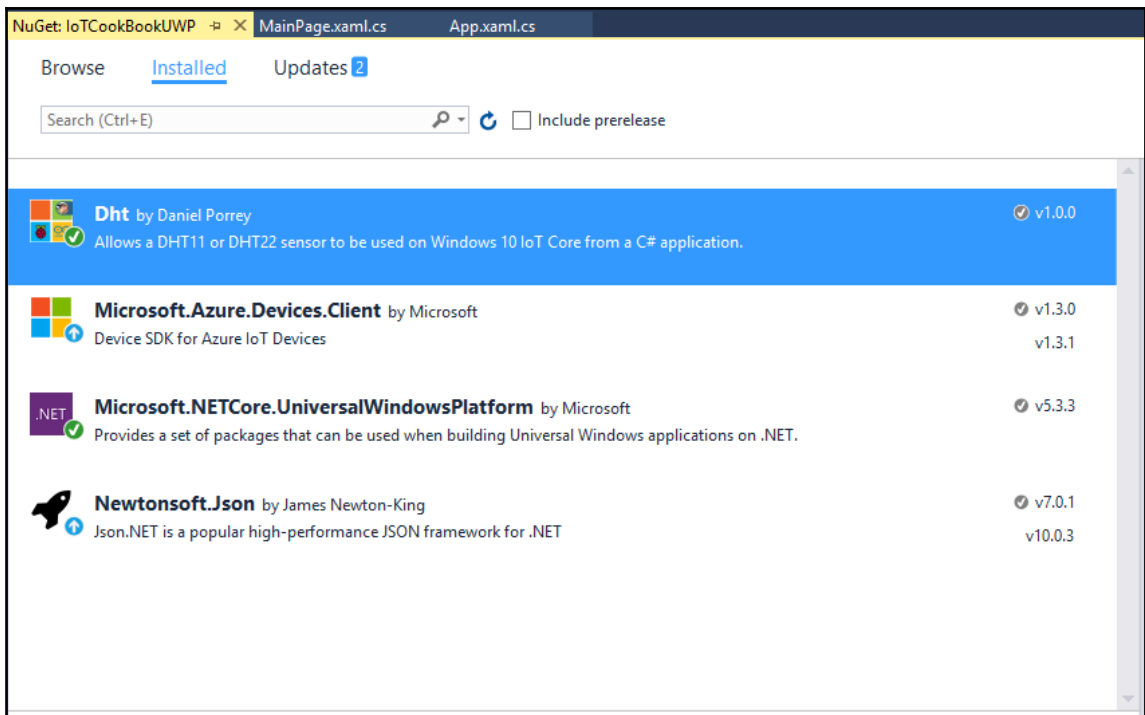 NuGet: IoTCookBookUWP MainPage.xaml.cs App.xaml.cs
Browse Installed Updates 2
Search (Ctrl+E) Include prerelease
Dht by Daniel Porrey v1.0.0
Allows a DHT11 or DHT22 sensor to be used on Windows 10 IoT Core from a C# application.
Microsoft.Azure.Devices.Client by Microsoft v1.3.0
Device SDK for Azure IoT Devices v1.3.1
.NET Microsoft.NETCore.UniversalWindowsPlatform by Microsoft v5.3.3
Provides a set of packages that can be used when building Universal Windows applications on .NET.
Newtonsoft.Json by James Newton-King v7.0.1
Json.NET is a popular high-performance JSON framework for .NET v10.0.3